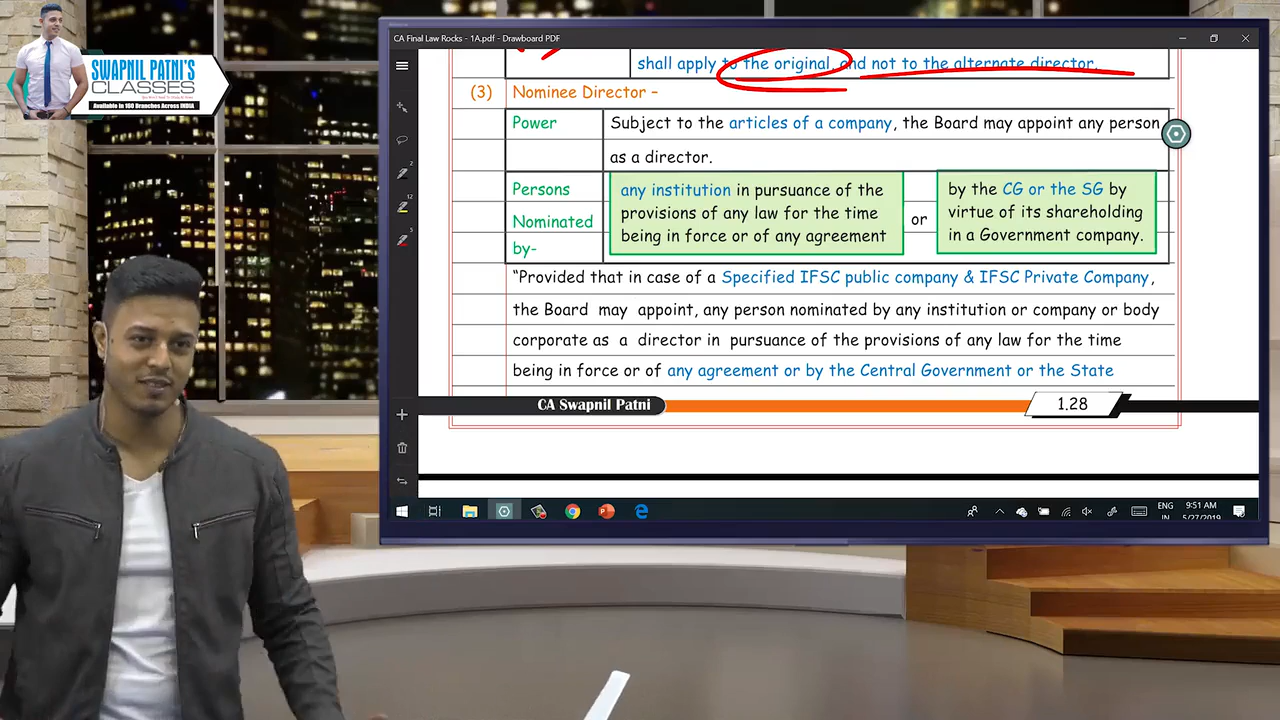 SWAPNIL PATNI'S
CLASSES
Available in 160 Branches Across INDIA
CA Final Law Rocks - 1A.pdf - Drawboard PDF
shall apply to the original, and not to the alternate director.
(3) Nominee Director –
Power Subject to the articles of a company, the Board may appoint any person
as a director.
Persons Nominated by- any institution in pursuance of the
provisions of any law for the time
being in force or of any agreement
or
by the CG or the SG by
virtue of its shareholding
in a Government company.
"Provided that in case of a Specified IFSC public company & IFSC Private Company,
the Board may appoint, any person nominated by any institution or company or body
corporate as a director in pursuance of the provisions of any law for the time
being in force or of any agreement or by the Central Government or the State
CA Swapnil Patni
1.28
2
12
5
ENG
IN
9:51 AM
5/27/2019